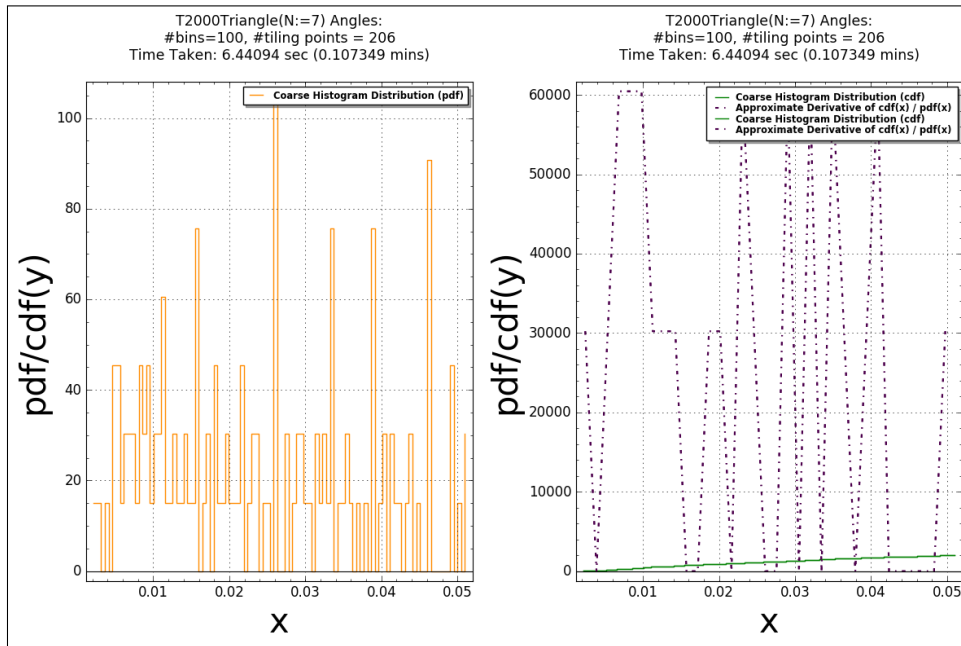 T2000Triangle(N:=7) Angles:
#bins=100, #tiling points = 206
Time Taken: 6.44094 sec (0.107349 mins)
Coarse Histogram Distribution (pdf)
100
80
60
40
20
0
0.01
0.02
0.03
0.04
0.05
pdf/cdf(y)
x
T2000Triangle(N:=7) Angles:
#bins=100, #tiling points = 206
Time Taken: 6.44094 sec (0.107349 mins)
Coarse Histogram Distribution (cdf)
Approximate Derivative of cdf(x) / pdf(x)
Coarse Histogram Distribution (cdf)
Approximate Derivative of cdf(x) / pdf(x)
60000
50000
40000
30000
20000
10000
0
0.01
0.02
0.03
0.04
0.05
pdf/cdf(y)
x